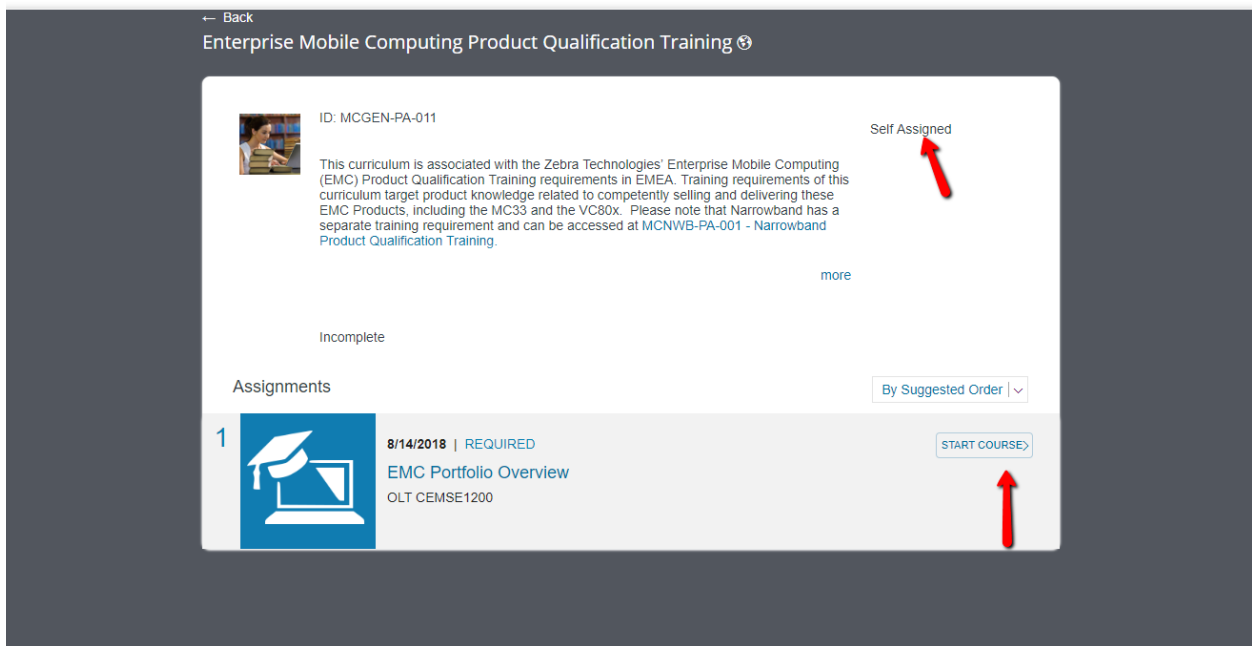 ← Back
Enterprise Mobile Computing Product Qualification Training
ID: MCGEN-PA-011
Self Assigned
This curriculum is associated with the Zebra Technologies' Enterprise Mobile Computing
(EMC) Product Qualification Training requirements in EMEA. Training requirements of this
curriculum target product knowledge related to competently selling and delivering these
EMC Products, including the MC33 and the VC80x.  Please note that Narrowband has a
separate training requirement and can be accessed at MCNWB-PA-001 - Narrowband
Product Qualification Training.
more
Incomplete
Assignments
By Suggested Order
1
8/14/2018 | REQUIRED
START COURSE
EMC Portfolio Overview
OLT CEMSE1200